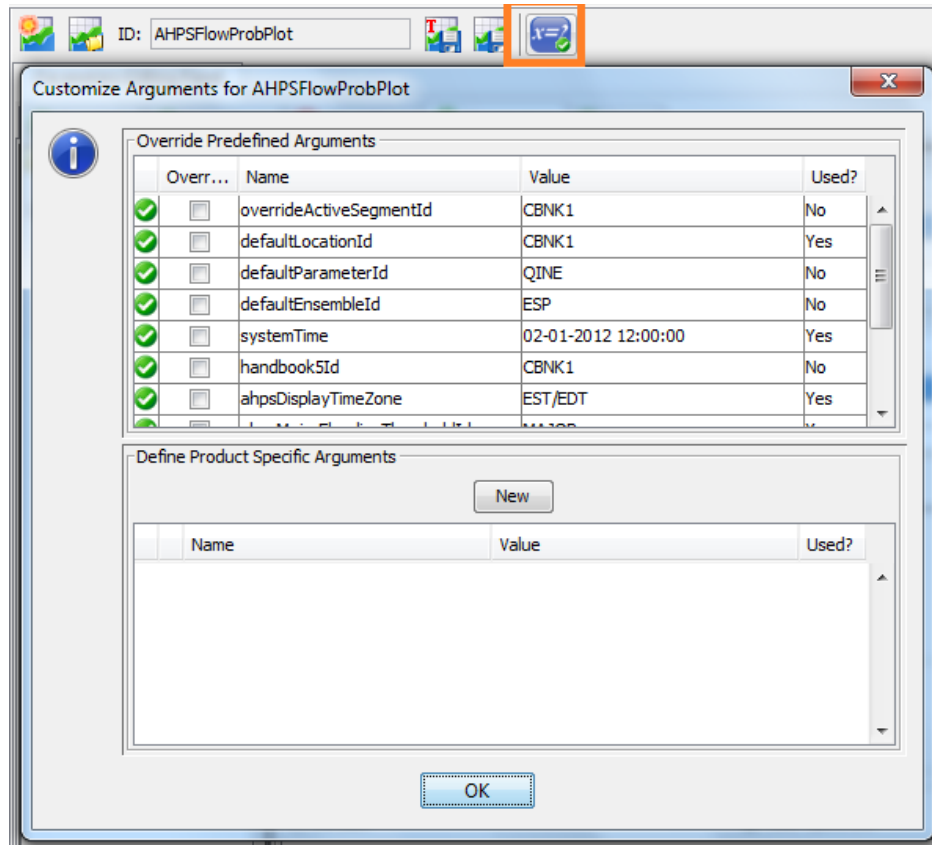 ID: AHPSFlowProbPlot
x=?
Customize Arguments for AHPSFlowProbPlot
Override Predefined Arguments
Overr... Name Value Used?
overrideActiveSegmentId CBNK1 No
defaultLocationId CBNK1 Yes
defaultParameterId QINE No
defaultEnsembleId ESP No
systemTime 02-01-2012 12:00:00 Yes
handbook5Id CBNK1 No
ahpsDisplayTimeZone EST/EDT Yes
Define Product Specific Arguments
New
Name Value Used?
OK